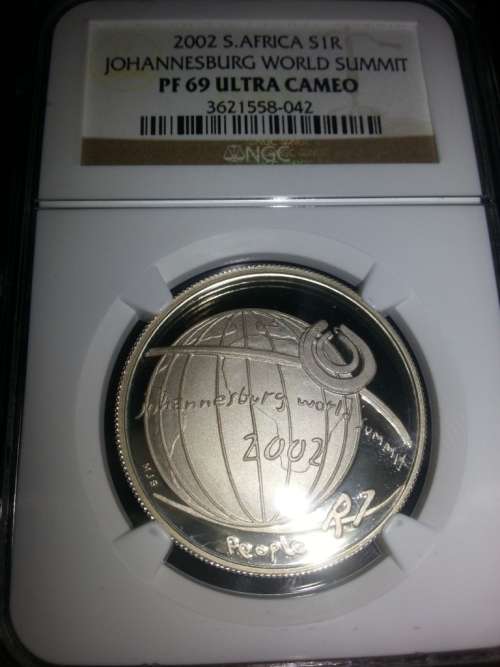 2002 S.AFRICA S1R
JOHANNESBURG WORLD SUMMIT
PF 69 ULTRA CAMEO
3621558-042
NGC
Johannesburg world summit
2002
MJS
R1
People